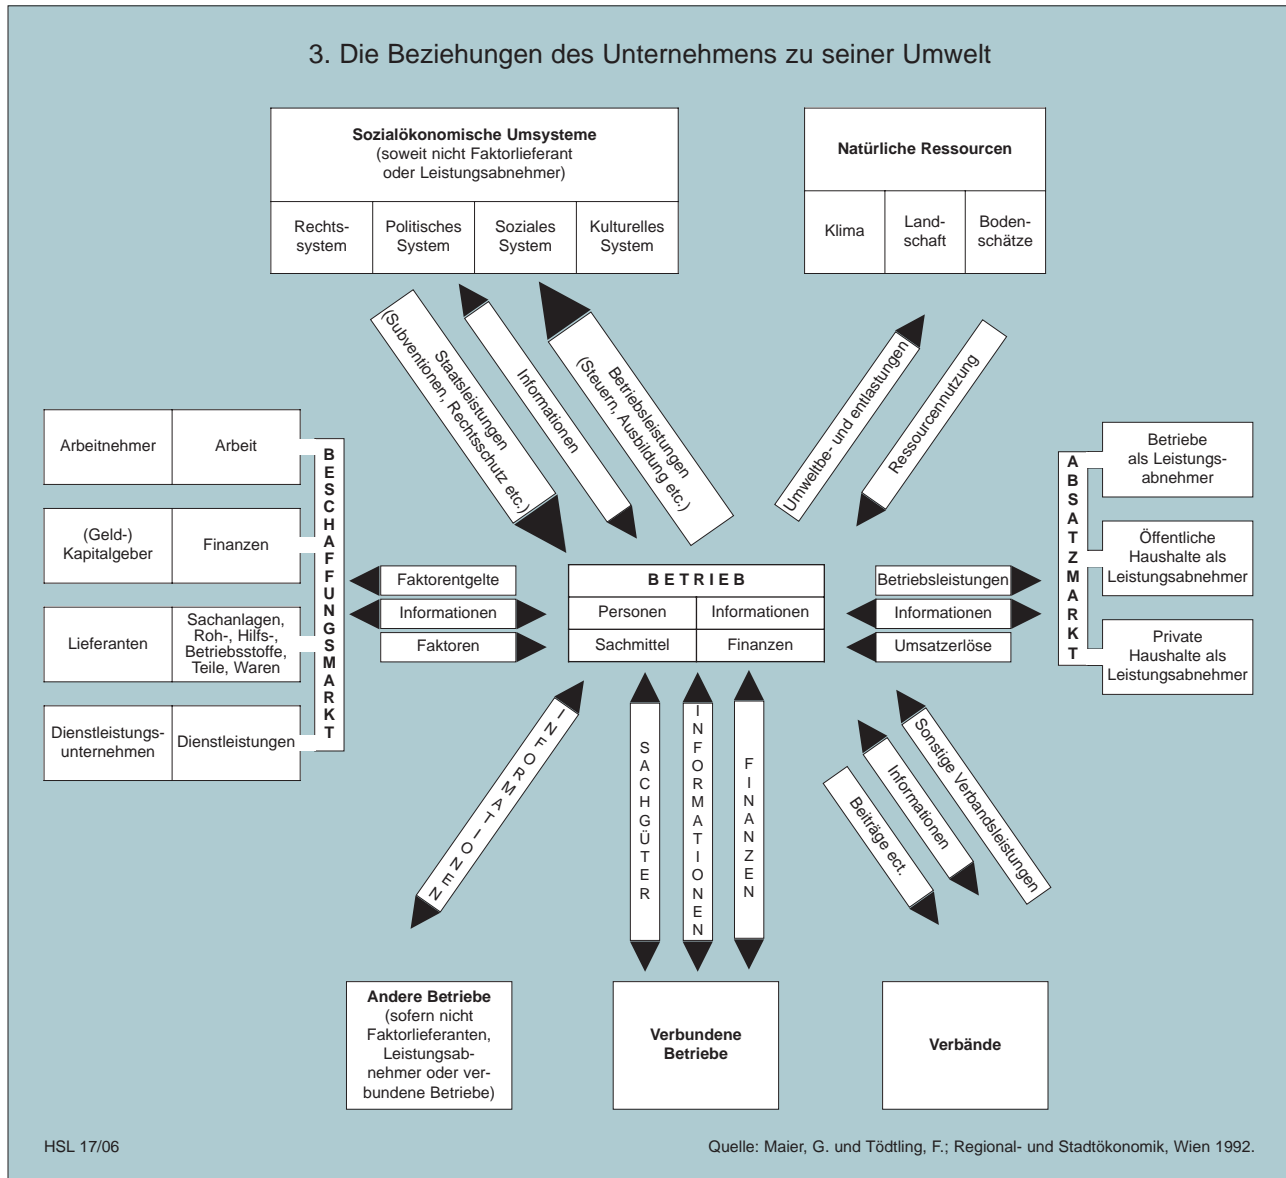 3. Die Beziehungen des Unternehmens zu seiner Umwelt
Sozialökonomische Umsysteme
(soweit nicht Faktorlieferant
oder Leistungsabnehmer)
Rechts-
system
Politisches
System
Soziales
System
Kulturelles
System
Natürliche Ressourcen
Klima
Land-
schaft
Boden-
schätze
Staatsleistungen
(Subventionen, Rechtsschutz etc.)
Informationen
Betriebsleistungen
(Steuern, Ausbildung etc.)
Umweltbe- und entlastungen
Ressourcennutzung
Arbeitnehmer
Arbeit
(Geld-)
Kapitalgeber
Finanzen
Lieferanten
Sachanlagen,
Roh-, Hilfs-,
Betriebsstoffe,
Teile, Waren
Dienstleistungs-
unternehmen
Dienstleistungen
BESCHAFFUNGSMARKT
Faktorentgelte
Informationen
Faktoren
BETRIEB
Personen
Informationen
Sachmittel
Finanzen
Betriebsleistungen
Informationen
Umsatzerlöse
ABSATZMARKT
Betriebe
als Leistungs-
abnehmer
Öffentliche
Haushalte als
Leistungsabnehmer
Private
Haushalte als
Leistungsabnehmer
INFORMATIONEN
SACHGÜTER
INFORMATIONEN
FINANZEN
Beiträge ect.
Informationen
Sonstige Verbandsleistungen
Andere Betriebe
(sofern nicht
Faktorlieferanten,
Leistungsab-
nehmer oder ver-
bundene Betriebe)
Verbundene
Betriebe
Verbände
HSL 17/06
Quelle: Maier, G. und Tödtling, F.; Regional- und Stadtökonomik, Wien 1992.